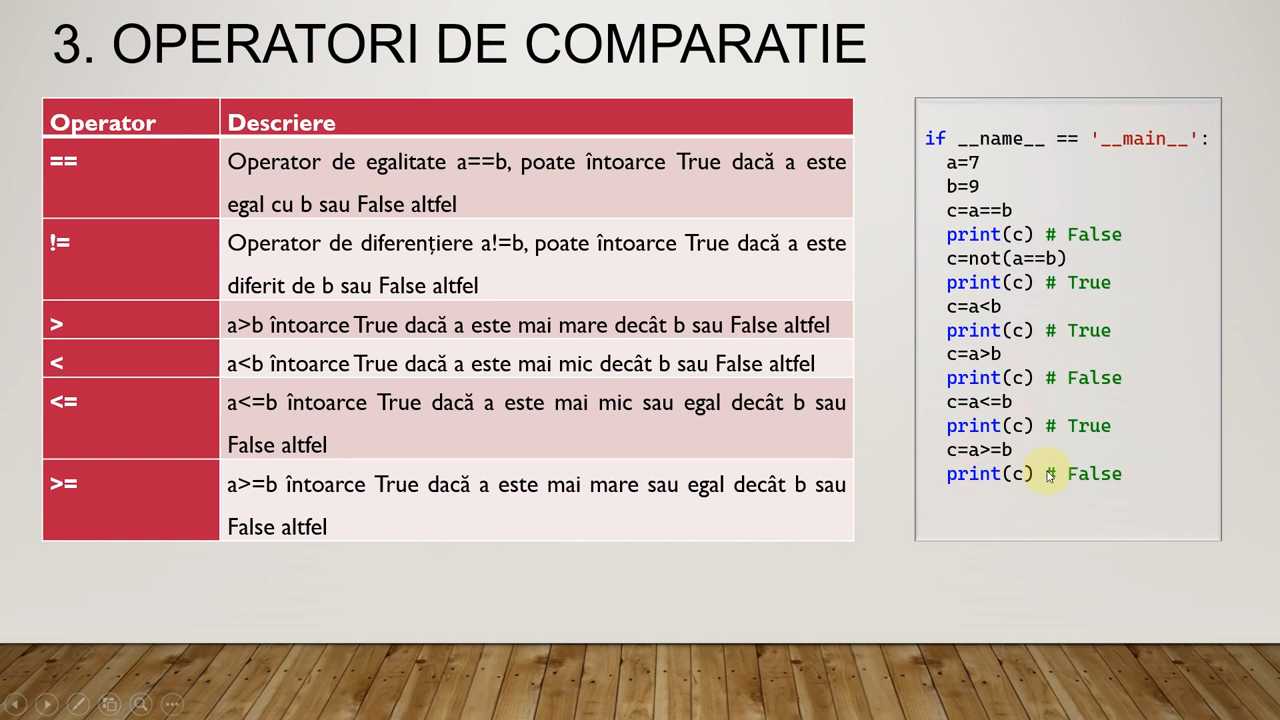 3. OPERATORI DE COMPARATIE
Operator Descriere
== Operator de egalitate a==b, poate întoarce True dacă a este
egal cu b sau False altfel
!= Operator de diferențiere a!=b, poate întoarce True dacă a este
diferit de b sau False altfel
> a>b întoarce True dacă a este mai mare decât b sau False altfel
< a<b întoarce True dacă a este mai mic decât b sau False altfel
<= a<=b întoarce True dacă a este mai mic sau egal decât b sau
False altfel
>= a>=b întoarce True dacă a este mai mare sau egal decât b sau
False altfel
if __name__ == '__main__':
a=7
b=9
c=a==b
print(c) # False
c=not(a==b)
print(c) # True
c=a<b
print(c) # True
c=a>b
print(c) # False
c=a<=b
print(c) # True
c=a>=b
print(c) # False